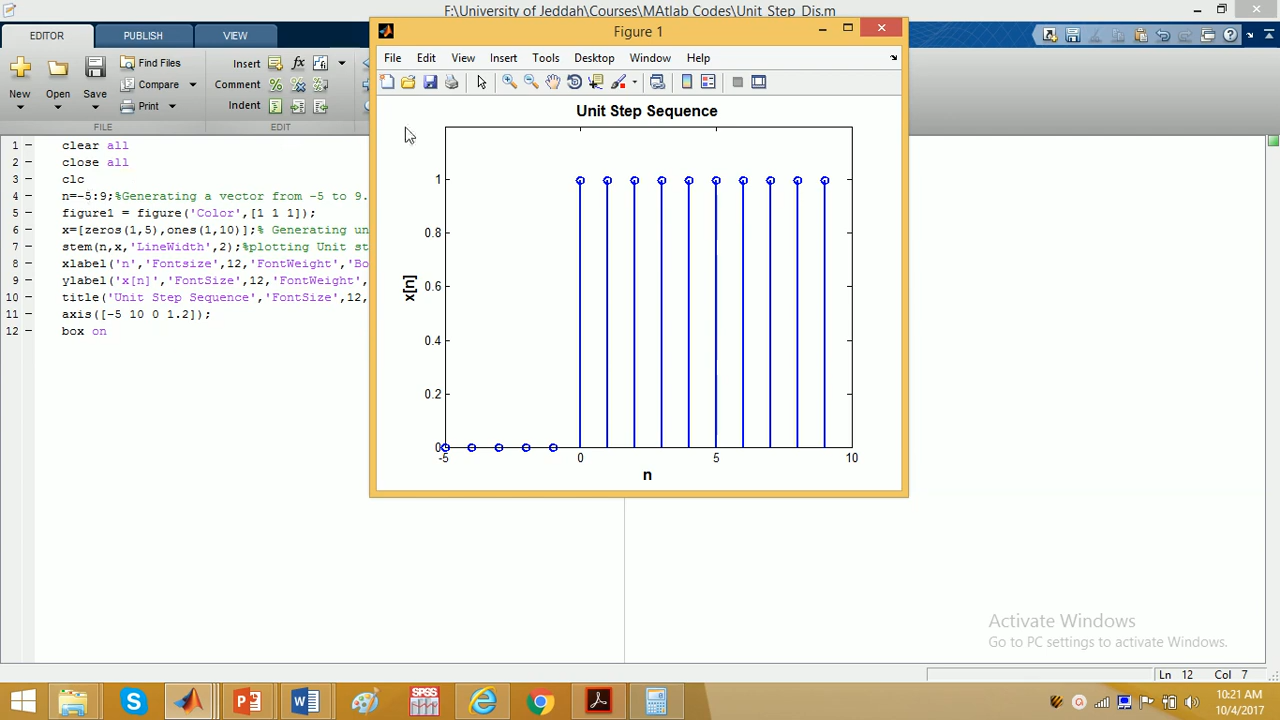 F:\University of Jeddah\Courses\MAtlab Codes\Unit_Step_Dis.m
EDITOR PUBLISH VIEW
Figure 1
File Edit View Insert Tools Desktop Window Help
New Open Save
Find Files
Compare
Print
Insert
Comment
Indent
FILE EDIT
1 clear all
2 close all
3 clc
4 n=-5:9;%Generating a vector from -5 to 9.
5 figure1 = figure('Color',[1 1 1]);
6 x=[zeros(1,5),ones(1,10)];% Generating un
7 stem(n,x,'LineWidth',2);%plotting Unit st
8 xlabel('n','Fontsize',12,'FontWeight','Bo
9 ylabel('x[n]','FontSize',12,'FontWeight',
10 title('Unit Step Sequence','FontSize',12,
11 axis([-5 10 0 1.2]);
12 box on
Unit Step Sequence
1
0.8
0.6
0.4
0.2
0
x[n]
-5 0 5 10
n
Activate Windows
Go to PC settings to activate Windows.
Ln 12 Col 7
SPSS
10:21 AM
10/4/2017